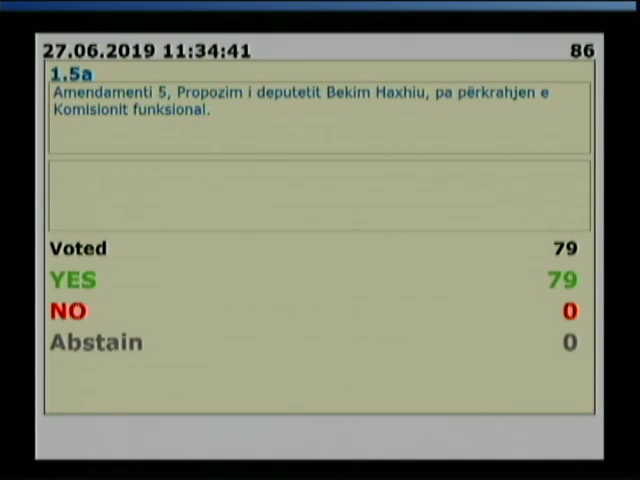 27.06.2019 11:34:41 86
1.5a
Amendamenti 5, Propozim i deputetit Bekim Haxhiu, pa përkrahjen e
Komisionit funksional.
Voted 79
YES 79
NO 0
Abstain 0